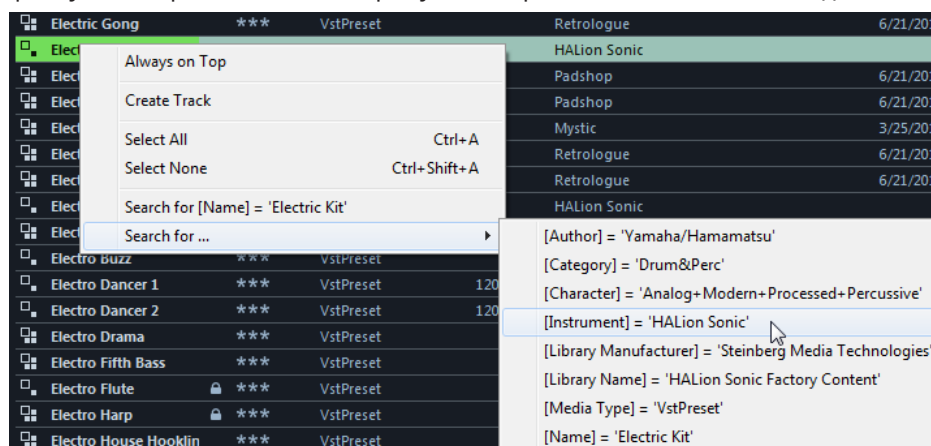 Electric Gong *** VstPreset Retrologue 6/21/20
Elect HALion Sonic
Always on Top
Elect Padshop 6/21/20
Create Track
Elect Padshop 6/21/20
Elect Mystic 3/25/20
Select All Ctrl+A
Elect Retrologue 6/21/20
Select None Ctrl+Shift+A
Elect Retrologue 6/21/20
Elect HALion Sonic
Search for [Name] = 'Electric Kit'
Elect
Search for ...
[Author] = 'Yamaha/Hamamatsu'
Electro Buzz *** VstPreset
[Category] = 'Drum&Perc'
Electro Dancer 1 *** VstPreset 120
[Character] = 'Analog+Modern+Processed+Percussive'
Electro Dancer 2 *** VstPreset 120
[Instrument] = 'HALion Sonic'
Electro Drama *** VstPreset
[Library Manufacturer] = 'Steinberg Media Technologies'
Electro Fifth Bass *** VstPreset
[Library Name] = 'HALion Sonic Factory Content'
Electro Flute *** VstPreset
[Media Type] = 'VstPreset'
Electro Harp *** VstPreset
[Name] = 'Electric Kit'
Electro House Hooklin *** VstPreset